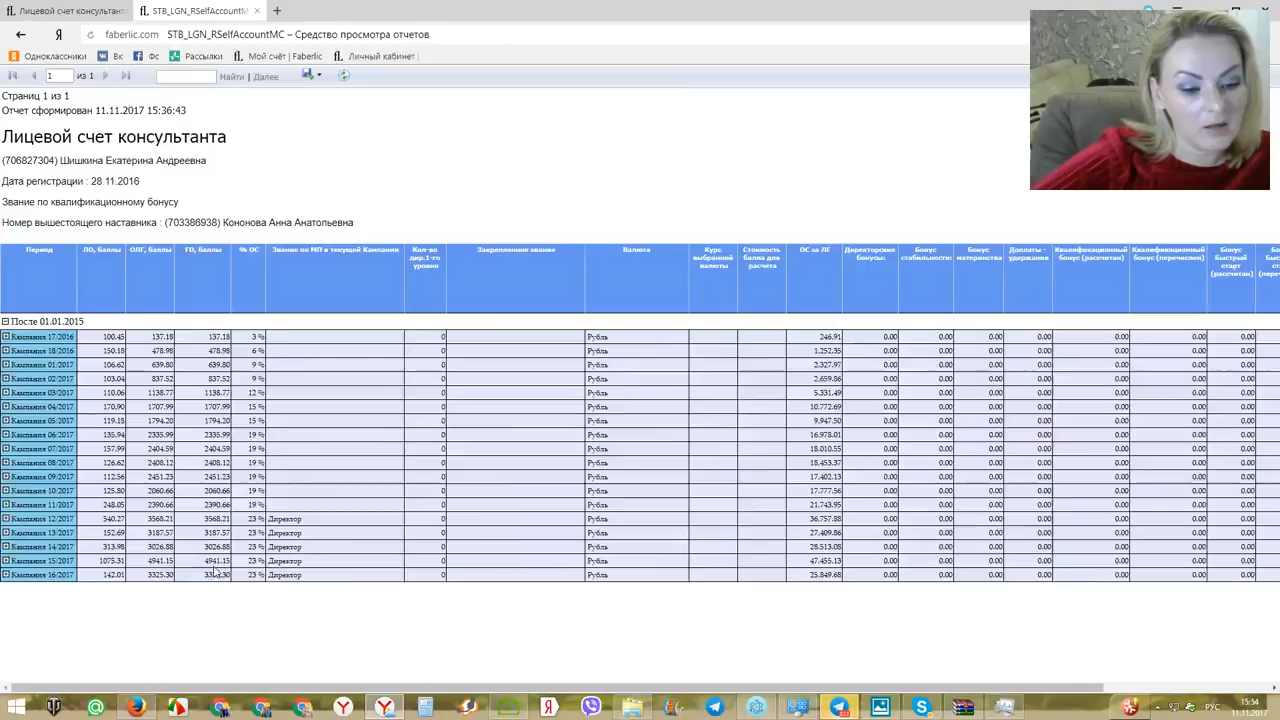 Лицевой счет консультанта
STB_LGN_RSelfAccountMC
faberlic.com STB_LGN_RSelfAccountMC – Средство просмотра отчетов
Одноклассники Вк Фс Рассылки Мой счёт | Faberlic Личный кабинет
1 из 1 Найти | Далее
Страниц 1 из 1
Отчет сформирован 11.11.2017 15:36:43
Лицевой счет консультанта
(706827304) Шишкина Екатерина Андреевна
Дата регистрации : 28.11.2016
Звание по квалификационному бонусу
Номер вышестоящего наставника : (703386938) Кононова Анна Анатольевна
Период ЛО, баллы ОЛГ, баллы ГО, баллы % ОС Звание по МП в текущей Кампании Кол-во дир.1-го уровня Закрепленное звание Валюта Курс выбранной валюты Стоимость балла для расчета ОС за ЛГ Директорские бонусы: Бонус стабильности: Бонус материнства Доплаты - удержания Квалификационный бонус (рассчитан) Квалификационный бонус (перечислен) Бонус Быстрый старт (рассчитан)
После 01.01.2015
Кампания 17/2016 100.45 137.18 137.18 3 % 0 Рубль 246.91 0.00 0.00 0.00 0.00 0.00 0.00 0.00
Кампания 18/2016 150.18 478.98 478.98 6 % 0 Рубль 1,252.35 0.00 0.00 0.00 0.00 0.00 0.00 0.00
Кампания 01/2017 106.62 639.80 639.80 9 % 0 Рубль 2,327.97 0.00 0.00 0.00 0.00 0.00 0.00 0.00
Кампания 02/2017 103.04 837.52 837.52 9 % 0 Рубль 2,659.86 0.00 0.00 0.00 0.00 0.00 0.00 0.00
Кампания 03/2017 110.06 1138.77 1138.77 12 % 0 Рубль 5,331.49 0.00 0.00 0.00 0.00 0.00 0.00 0.00
Кампания 04/2017 170.90 1707.99 1707.99 15 % 0 Рубль 10,772.69 0.00 0.00 0.00 0.00 0.00 0.00 0.00
Кампания 05/2017 119.18 1794.20 1794.20 15 % 0 Рубль 9,947.50 0.00 0.00 0.00 0.00 0.00 0.00 0.00
Кампания 06/2017 135.94 2335.99 2335.99 19 % 0 Рубль 16,978.01 0.00 0.00 0.00 0.00 0.00 0.00 0.00
Кампания 07/2017 157.99 2404.59 2404.59 19 % 0 Рубль 18,010.55 0.00 0.00 0.00 0.00 0.00 0.00 0.00
Кампания 08/2017 126.62 2408.12 2408.12 19 % 0 Рубль 18,453.37 0.00 0.00 0.00 0.00 0.00 0.00 0.00
Кампания 09/2017 112.56 2451.23 2451.23 19 % 0 Рубль 17,402.13 0.00 0.00 0.00 0.00 0.00 0.00 0.00
Кампания 10/2017 125.80 2060.66 2060.66 19 % 0 Рубль 17,777.56 0.00 0.00 0.00 0.00 0.00 0.00 0.00
Кампания 11/2017 248.05 2390.66 2390.66 19 % 0 Рубль 21,743.95 0.00 0.00 0.00 0.00 0.00 0.00 0.00
Кампания 12/2017 540.27 3568.21 3568.21 23 % Директор 0 Рубль 36,757.88 0.00 0.00 0.00 0.00 0.00 0.00 0.00
Кампания 13/2017 152.69 3187.57 3187.57 23 % Директор 0 Рубль 27,409.86 0.00 0.00 0.00 0.00 0.00 0.00 0.00
Кампания 14/2017 313.98 3026.88 3026.88 23 % Директор 0 Рубль 28,513.08 0.00 0.00 0.00 0.00 0.00 0.00 0.00
Кампания 15/2017 1075.31 4941.15 4941.15 23 % Директор 0 Рубль 47,455.13 0.00 0.00 0.00 0.00 0.00 0.00 0.00
Кампания 16/2017 142.01 3325.30 23 % Директор 0 Рубль 25,849.68 0.00 0.00 0.00 0.00 0.00 0.00 0.00
РУС 15:54
11.11.2017